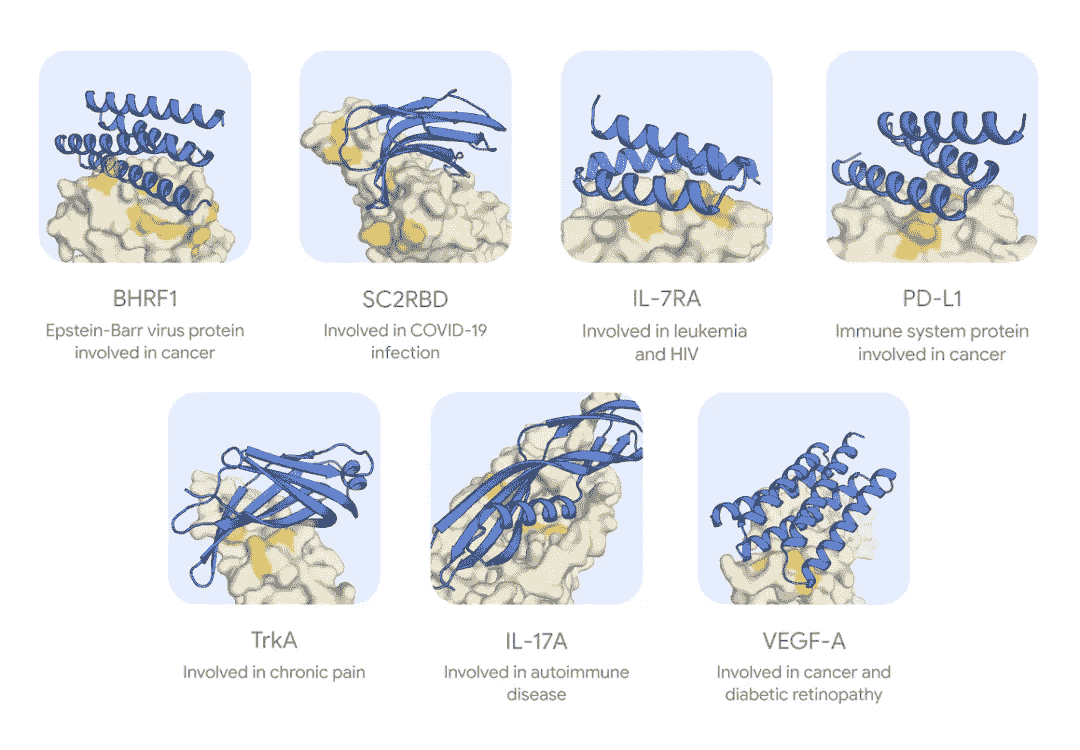 BHRF1
Epstein-Barr virus protein
involved in cancer
SC2RBD
Involved in COVID-19
infection
IL-7RA
Involved in leukemia
and HIV
PD-L1
Immune system protein
involved in cancer
TrkA
Involved in chronic pain
IL-17A
Involved in autoimmune
disease
VEGF-A
Involved in cancer and
diabetic retinopathy